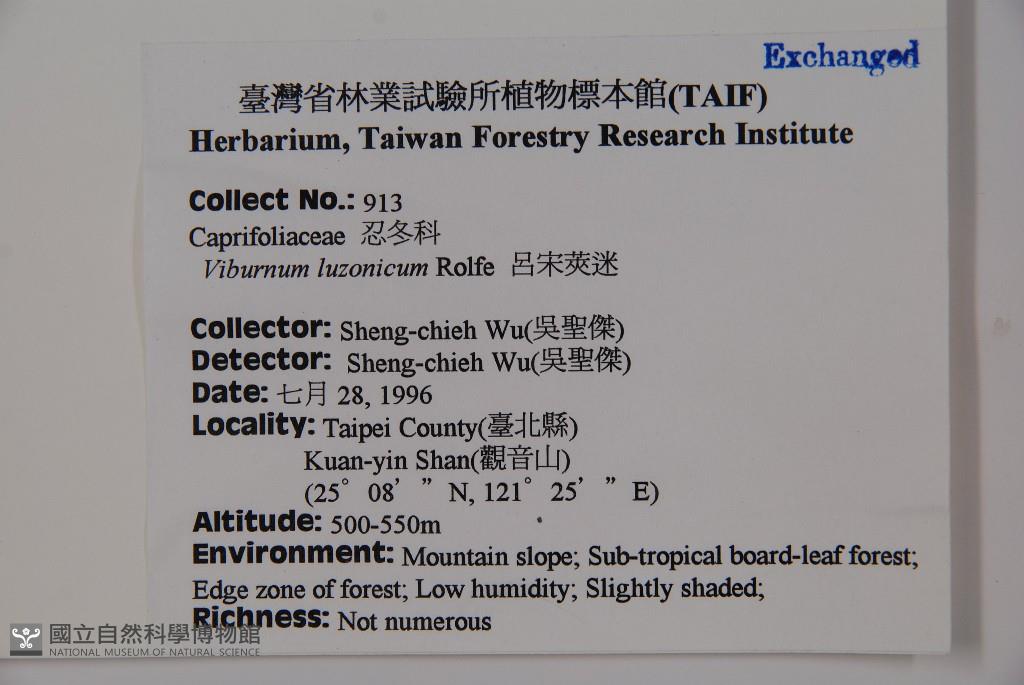 Exchanged
臺灣省林業試驗所植物標本館(TAIF)
Herbarium, Taiwan Forestry Research Institute
Collect No.: 913
Caprifoliaceae 忍冬科
Viburnum luzonicum Rolfe 呂宋莢迷
Collector: Sheng-chieh Wu(吳聖傑)
Detector: Sheng-chieh Wu(吳聖傑)
Date: 七月 28, 1996
Locality: Taipei County(臺北縣)
Kuan-yin Shan(觀音山)
(25° 08’ ” N, 121° 25’ ” E)
Altitude: 500-550m
Environment: Mountain slope; Sub-tropical board-leaf forest;
Edge zone of forest; Low humidity; Slightly shaded;
Richness: Not numerous
國立自然科學博物館
NATIONAL MUSEUM OF NATURAL SCIENCE